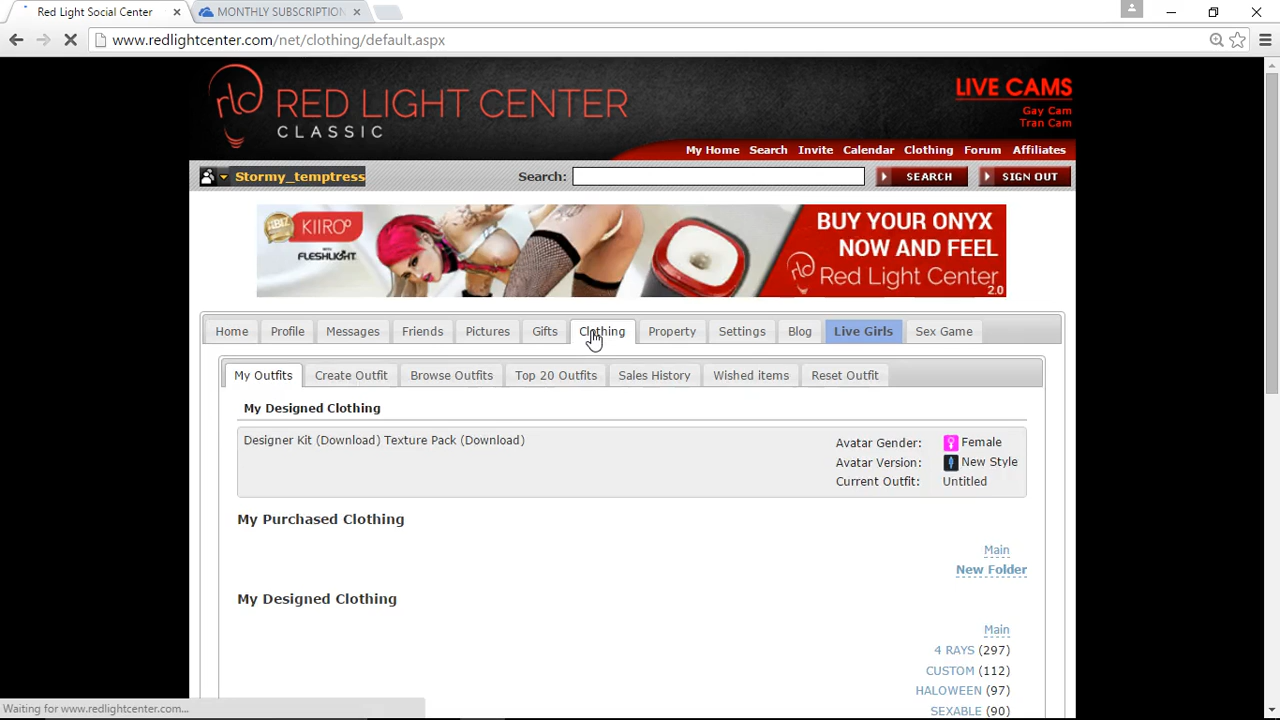 Red Light Social Center
MONTHLY SUBSCRIPTION
www.redlightcenter.com/net/clothing/default.aspx
rlc RED LIGHT CENTER
CLASSIC
LIVE CAMS
Gay Cam
Tran Cam
My Home Search Invite Calendar Clothing Forum Affiliates
Stormy_temptress Search: SEARCH SIGN OUT
KIIROO
WITH
FLESHLIGHT
BUY YOUR ONYX
NOW AND FEEL
rlc Red Light Center
2.0
Home Profile Messages Friends Pictures Gifts Clothing Property Settings Blog Live Girls Sex Game
My Outfits Create Outfit Browse Outfits Top 20 Outfits Sales History Wished items Reset Outfit
My Designed Clothing
Designer Kit (Download) Texture Pack (Download)
Avatar Gender: Female
Avatar Version: New Style
Current Outfit: Untitled
My Purchased Clothing
Main
New Folder
My Designed Clothing
Main
4 RAYS (297)
CUSTOM (112)
HALOWEEN (97)
SEXABLE (90)
Waiting for www.redlightcenter.com...